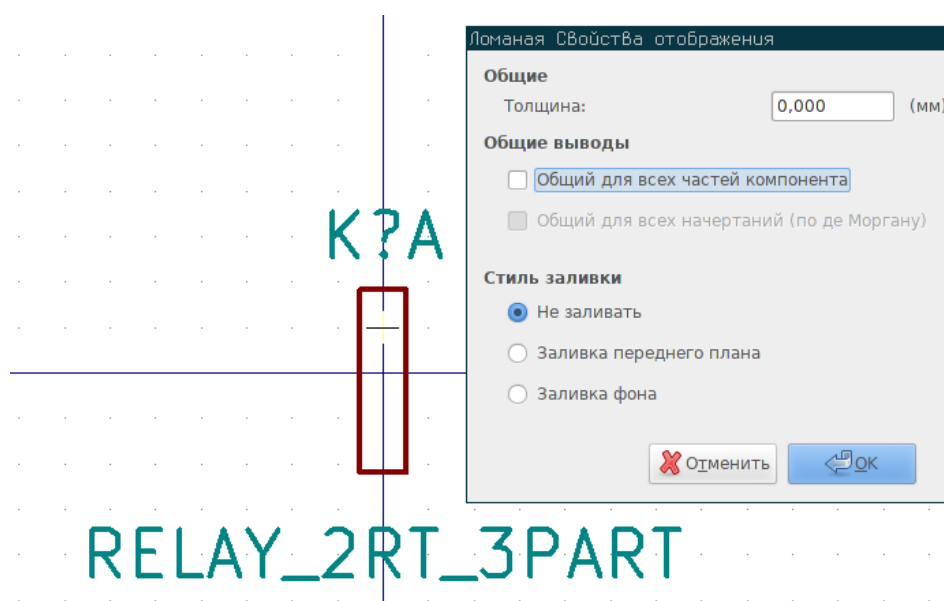 Ломаная Свойства отображения
Общие
Толщина: 0,000 (мм)
Общие выводы
Общий для всех частей компонента
Общий для всех начертаний (по де Моргану)
K?A
Стиль заливки
Не заливать
Заливка переднего плана
Заливка фона
Отменить OK
RELAY_2RT_3PART